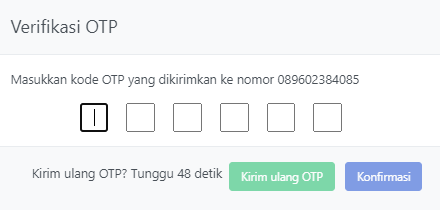 Verifikasi OTP
Masukkan kode OTP yang dikirimkan ke nomor 089602384085
Kirim ulang OTP? Tunggu 48 detik Kirim ulang OTP Konfirmasi